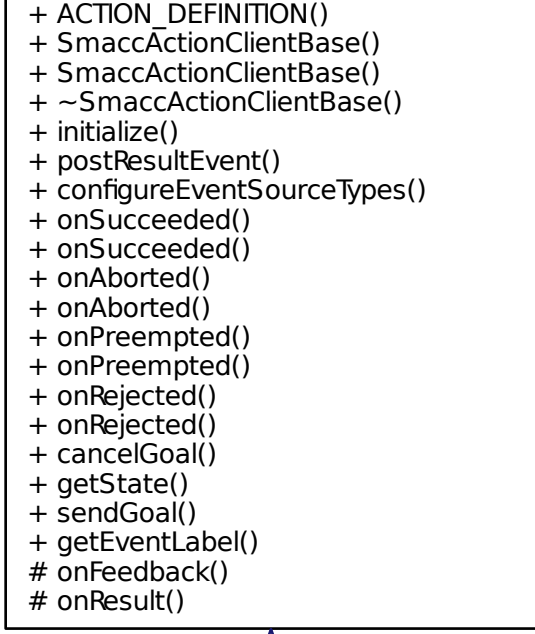 + ACTION_DEFINITION()
+ SmaccActionClientBase()
+ SmaccActionClientBase()
+ ~SmaccActionClientBase()
+ initialize()
+ postResultEvent()
+ configureEventSourceTypes()
+ onSucceeded()
+ onSucceeded()
+ onAborted()
+ onAborted()
+ onPreempted()
+ onPreempted()
+ onRejected()
+ onRejected()
+ cancelGoal()
+ getState()
+ sendGoal()
+ getEventLabel()
# onFeedback()
# onResult()